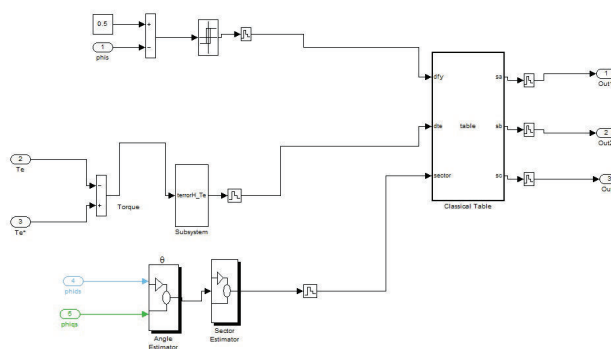 0.5
1
phis
dfy
sa
1
Out1
dte
table
sb
2
Out2
2
Te
sector
sc
3
Out
Classical Table
3
Te*
Torque
terrorH_Te
Subsystem
θ
4
phids
5
phiqs
Angle
Estimator
Sector
Estimator